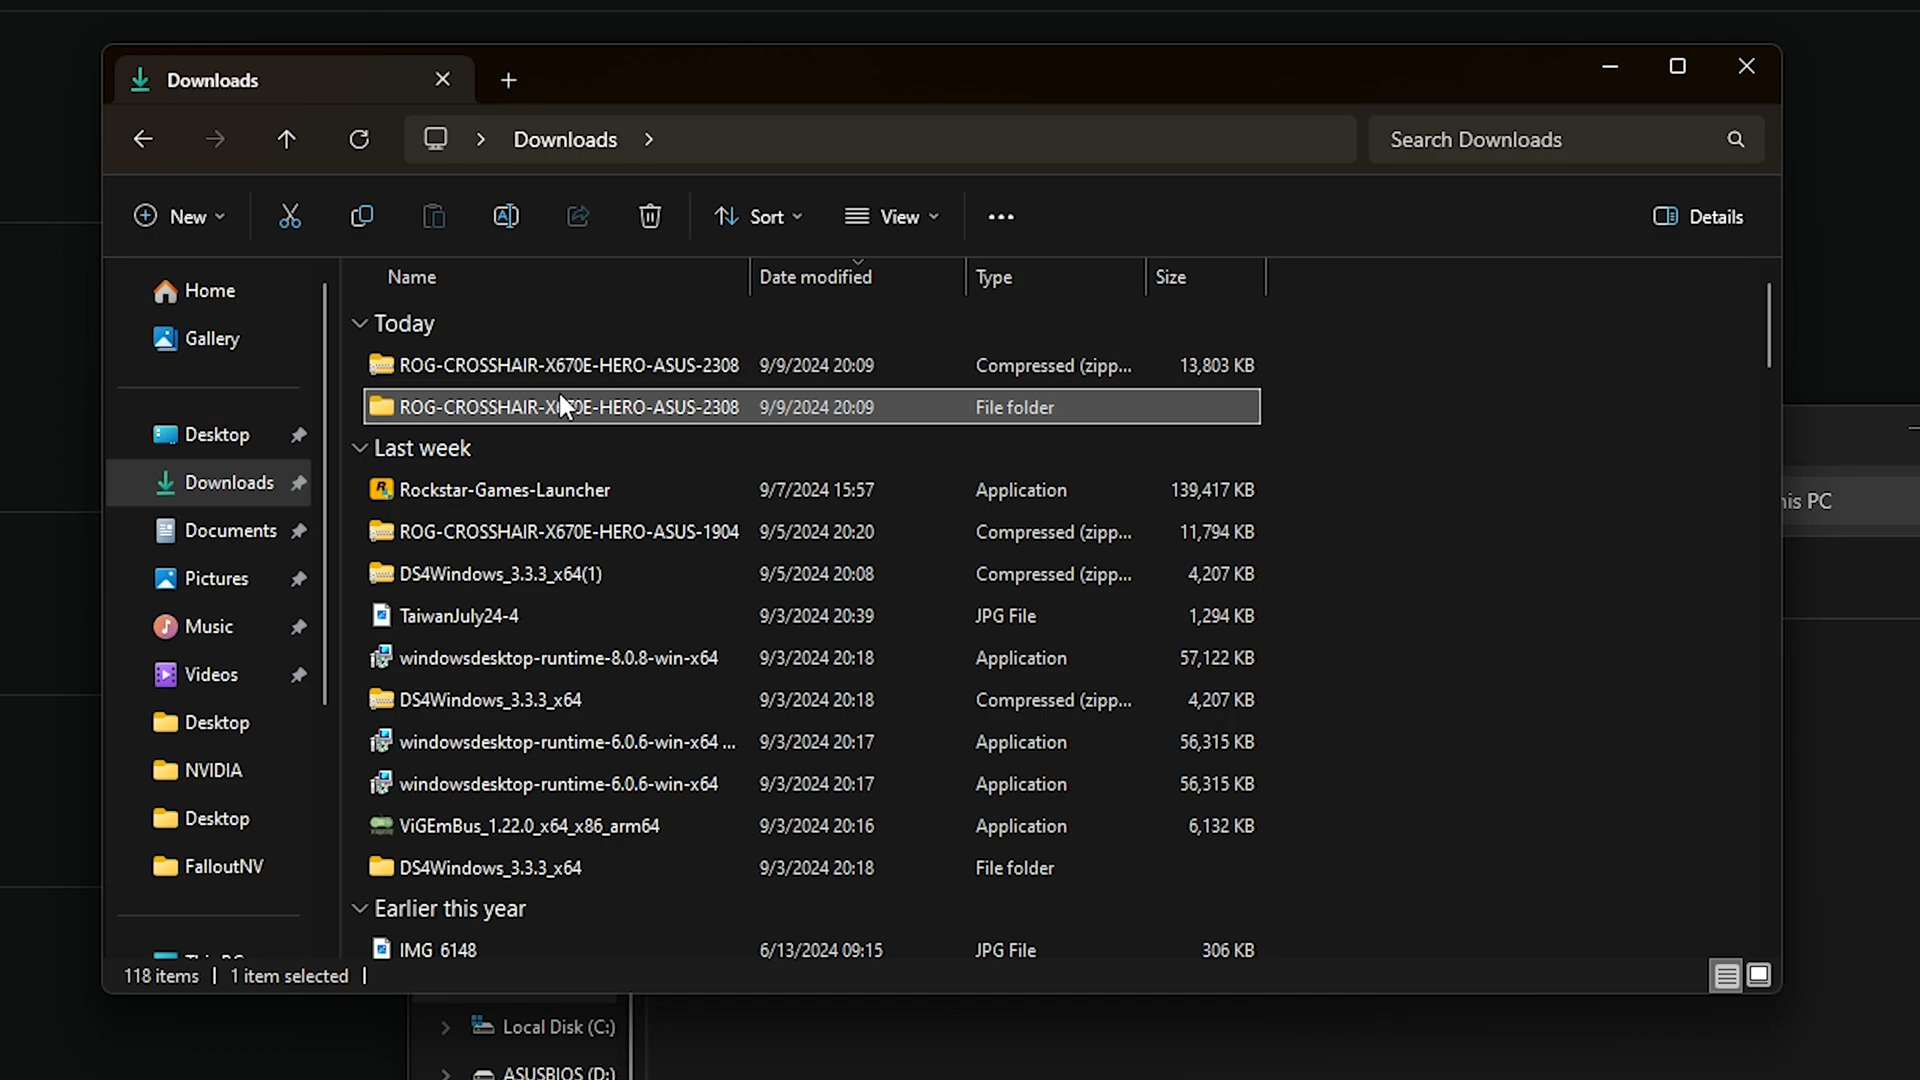 Downloads
Downloads
Search Downloads
New
Sort
View
Details
Name Date modified Type Size
Home
Gallery
Desktop
Downloads
Documents
Pictures
Music
Videos
Desktop
NVIDIA
Desktop
FalloutNV
Today
ROG-CROSSHAIR-X670E-HERO-ASUS-2308 9/9/2024 20:09 Compressed (zipp... 13,803 KB
ROG-CROSSHAIR-X670E-HERO-ASUS-2308 9/9/2024 20:09 File folder
Last week
Rockstar-Games-Launcher 9/7/2024 15:57 Application 139,417 KB
ROG-CROSSHAIR-X670E-HERO-ASUS-1904 9/5/2024 20:20 Compressed (zipp... 11,794 KB
DS4Windows_3.3.3_x64(1) 9/5/2024 20:08 Compressed (zipp... 4,207 KB
TaiwanJuly24-4 9/3/2024 20:39 JPG File 1,294 KB
windowsdesktop-runtime-8.0.8-win-x64 9/3/2024 20:18 Application 57,122 KB
DS4Windows_3.3.3_x64 9/3/2024 20:18 Compressed (zipp... 4,207 KB
windowsdesktop-runtime-6.0.6-win-x64 ... 9/3/2024 20:17 Application 56,315 KB
windowsdesktop-runtime-6.0.6-win-x64 9/3/2024 20:17 Application 56,315 KB
ViGEmBus_1.22.0_x64_x86_arm64 9/3/2024 20:16 Application 6,132 KB
DS4Windows_3.3.3_x64 9/3/2024 20:18 File folder
Earlier this year
IMG 6148 6/13/2024 09:15 JPG File 306 KB
118 items
1 item selected
his PC
Local Disk (C:)
ASUSBIOS (D:)